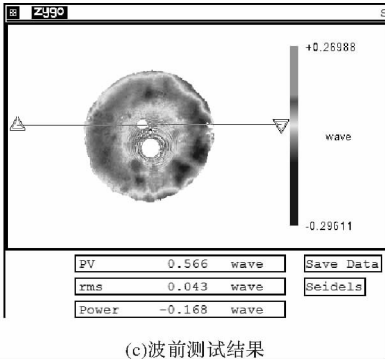 zygo
+0.26988
wave
-0.29611
PV 0.566 wave Save Data
rms 0.043 wave Seidels
Power -0.168 wave
(c)波前测试结果